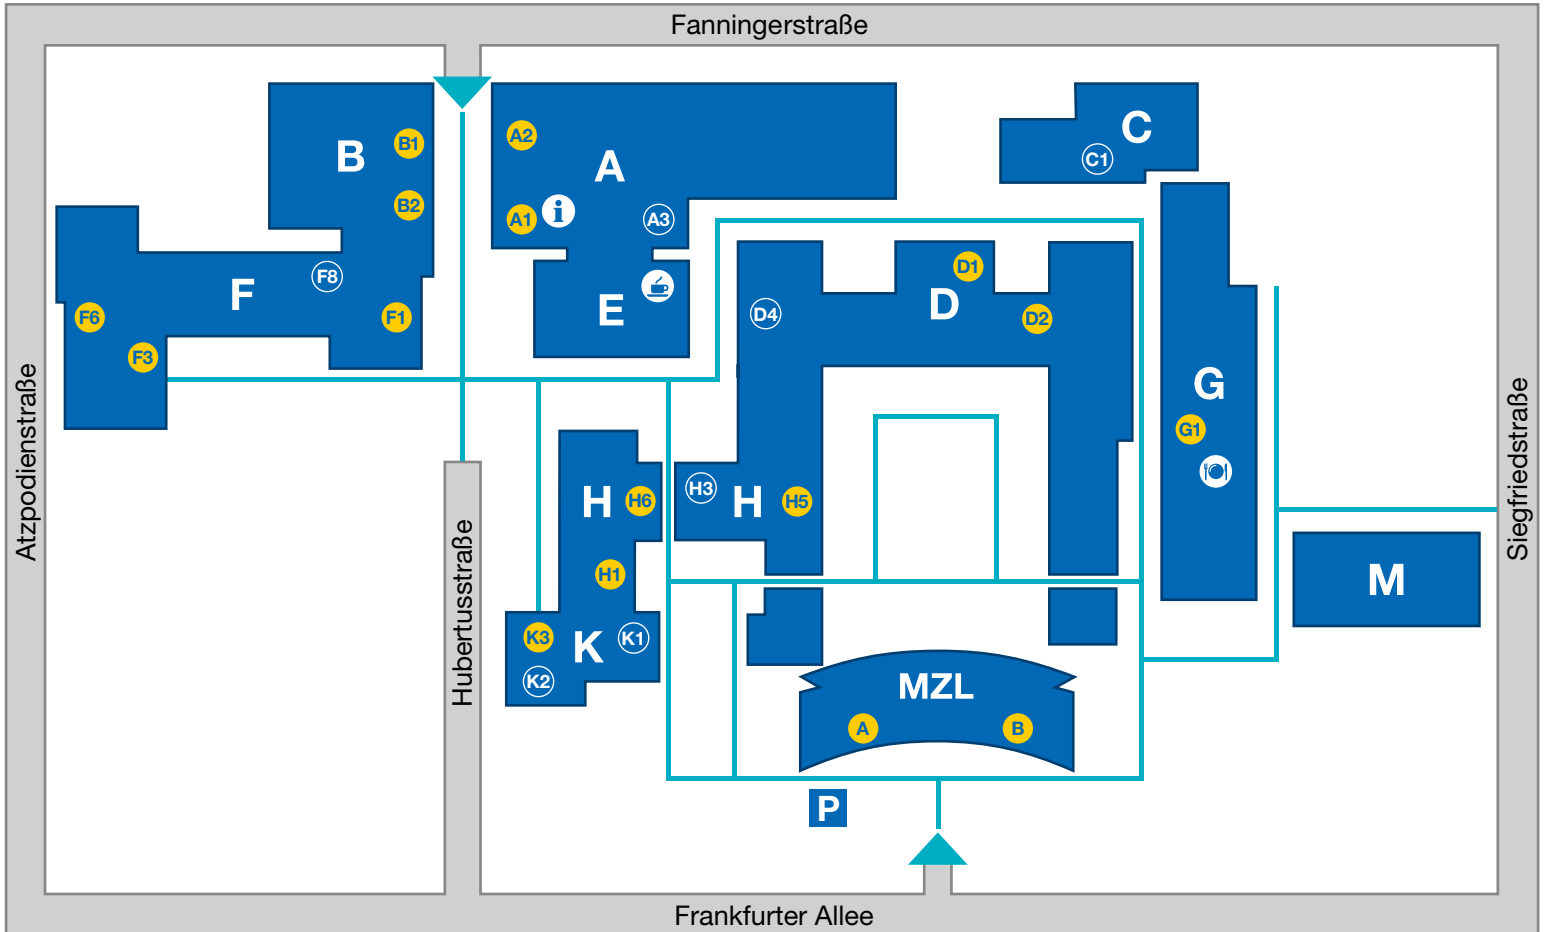 Fanningerstraße
B
B1
B2
A2
A
A1
i
A3
C
C1
F
F8
F6
F1
F3
E
D1
D
D2
D4
G
G1
Atzpodienstraße
Siegfriedstraße
Hubertusstraße
H
H6
H3
H
H5
H1
M
K3
K
K1
K2
MZL
A
B
P
Frankfurter Allee